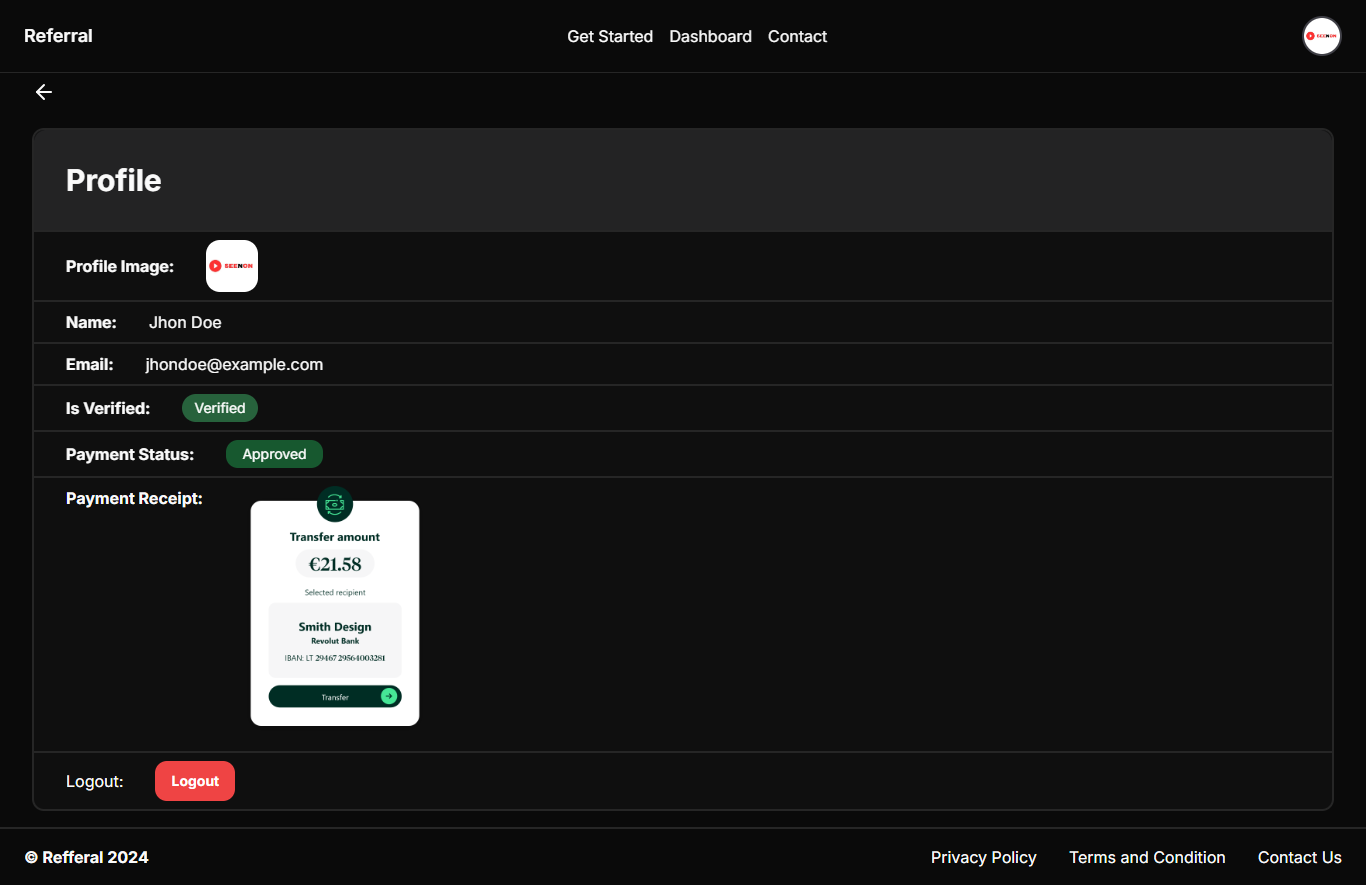 Referral
Get Started Dashboard Contact
SEENON
Profile
Profile Image: SEENON
Name: Jhon Doe
Email: jhondoe@example.com
Is Verified: Verified
Payment Status: Approved
Payment Receipt:
Transfer amount
€21.58
Selected recipient
Smith Design
Revolut Bank
IBAN: LT 29467 29564003281
Transfer
Logout: Logout
© Refferal 2024
Privacy Policy Terms and Condition Contact Us